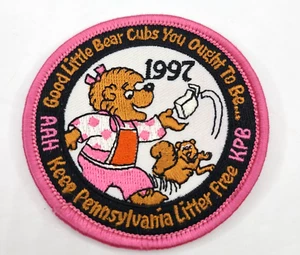 Good Little Bear Cubs You Ought To Be...
1997
AAH
KPB
Keep Pennsylvania Litter Free